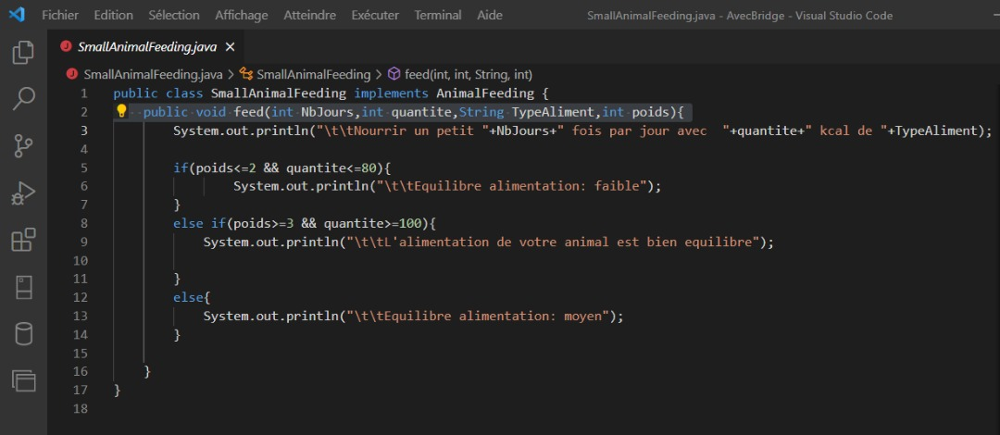 Fichier Edition Sélection Affichage Atteindre Exécuter Terminal Aide SmallAnimalFeeding.java - AvecBridge - Visual Studio Code
J SmallAnimalFeeding.java ×
J SmallAnimalFeeding.java > SmallAnimalFeeding > feed(int, int, String, int)
1 public class SmallAnimalFeeding implements AnimalFeeding {
2 public void feed(int NbJours,int quantite,String TypeAliment,int poids){
3 System.out.println("\t\tNourrir un petit "+NbJours+" fois par jour avec  "+quantite+" kcal de "+TypeAliment);
4
5 if(poids<=2 && quantite<=80){
6 System.out.println("\t\tEquilibre alimentation: faible");
7 }
8 else if(poids>=3 && quantite>=100){
9 System.out.println("\t\tL'alimentation de votre animal est bien equilibre");
10
11 }
12 else{
13 System.out.println("\t\tEquilibre alimentation: moyen");
14 }
15
16 }
17 }
18